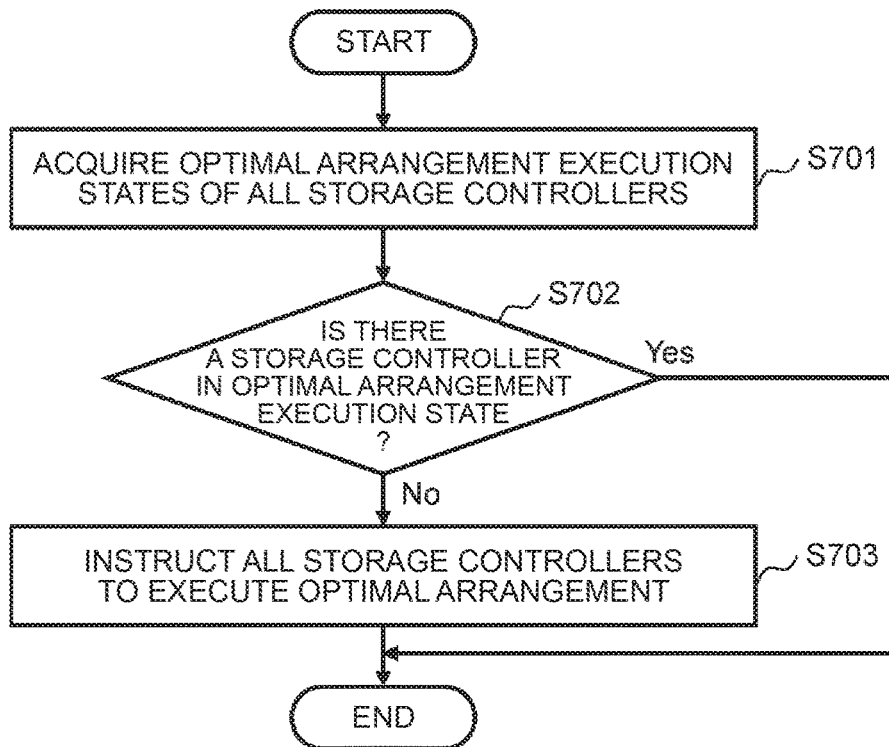 START
ACQUIRE OPTIMAL ARRANGEMENT EXECUTION
STATES OF ALL STORAGE CONTROLLERS
S701
S702
IS THERE
A STORAGE CONTROLLER
IN OPTIMAL ARRANGEMENT
EXECUTION STATE
?
Yes
No
INSTRUCT ALL STORAGE CONTROLLERS
TO EXECUTE OPTIMAL ARRANGEMENT
S703
END